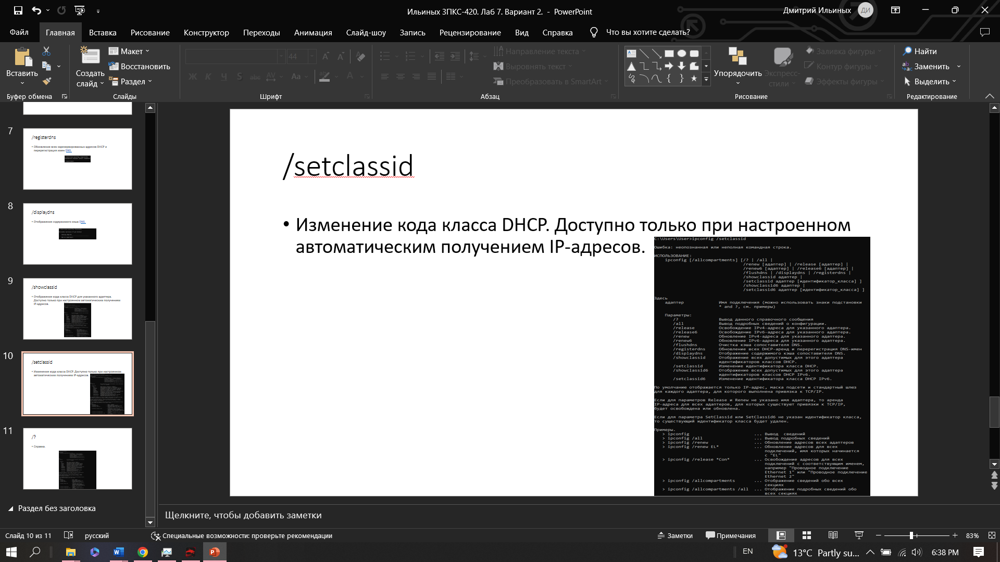 Ильиных ЗПКС-420. Лаб 7. Вариант 2. - PowerPoint
Дмитрий Ильиных ДИ
Файл Главная Вставка Рисование Конструктор Переходы Анимация Слайд-шоу Запись Рецензирование Вид Справка Что вы хотите сделать?
Вставить
Буфер обмена
Создать слайд
Макет
Восстановить
Раздел
Слайды
44
Ж К Ч S abc AV Aa A
Шрифт
Направление текста
Выровнять текст
Преобразовать в SmartArt
Абзац
Упорядочить
Экспресс-стили
Заливка фигуры
Контур фигуры
Эффекты фигуры
Рисование
Найти
Заменить
Выделить
Редактирование
7
/registerdns
• Обновление всех зарезервированных адресов DHCP и
перерегистрация имен DNS.
8
/displaydns
• Отображение содержимого кэша DNS.
9
/showclassid
• Отображение кода класса DHCP для указанного адаптера.
Доступно только при настроенном автоматическим получением
IP-адресов.
10
/setclassid
• Изменение кода класса DHCP. Доступно только при настроенном
автоматическим получением IP-адресов.
11
/?
• Справка.
Раздел без заголовка
/setclassid
• Изменение кода класса DHCP. Доступно только при настроенном
автоматическим получением IP-адресов.
C:\Users\User>ipconfig /setclassid
Ошибка: неопознанная или неполная командная строка.
ИСПОЛЬЗОВАНИЕ:
ipconfig [/allcompartments] [/? | /all |
/renew [адаптер] | /release [адаптер] |
/renew6 [адаптер] | /release6 [адаптер] |
/flushdns | /displaydns | /registerdns |
/showclassid адаптер |
/setclassid адаптер [идентификатор_класса] ]
/showclassid6 адаптер |
/setclassid6 адаптер [идентификатор_класса] ]
Здесь
адаптер Имя подключения (можно использовать знаки подстановки
* and ?, см. примеры)
Параметры:
/? Вывод данного справочного сообщения
/all Вывод подробных сведений о конфигурации.
/release Освобождение IPv4-адреса для указанного адаптера.
/release6 Освобождение IPv6-адреса для указанного адаптера.
/renew Обновление IPv4-адреса для указанного адаптера.
/renew6 Обновление IPv6-адреса для указанного адаптера.
/flushdns Очистка кэша сопоставителя DNS.
/registerdns Обновление всех DHCP-аренд и перерегистрация DNS-имен
/displaydns Отображение содержимого кэша сопоставителя DNS.
/showclassid Отображение всех допустимых для этого адаптера
идентификаторов классов DHCP.
/setclassid Изменение идентификатора класса DHCP.
/showclassid6 Отображение всех допустимых для этого адаптера
идентификаторов классов DHCP IPv6.
/setclassid6 Изменение идентификатора класса DHCP IPv6.
По умолчанию отображается только IP-адрес, маска подсети и стандартный шлюз
для каждого адаптера, для которого выполнена привязка к TCP/IP.
Если для параметров Release и Renew не указано имя адаптера, то аренда
IP-адреса для всех адаптеров, для которых существуют привязки к TCP/IP,
будет освобождена или обновлена.
Если для параметра SetClassid или SetClassid6 не указан идентификатор класса,
то существующий идентификатор класса будет удален.
Примеры.
> ipconfig ... Вывод сведений
> ipconfig /all ... Вывод подробных сведений
> ipconfig /renew ... Обновление адресов всех адаптеров
> ipconfig /renew EL* ... Обновление адресов для всех
подключений, имя которых начинается
с "EL"
> ipconfig /release *Con* ... Освобождение адресов для всех
подключений с соответствующим именем,
например "Проводное подключение
Ethernet 1" или "Проводное подключение
Ethernet 2"
> ipconfig /allcompartments ... Отображение сведений обо всех
секциях
> ipconfig /allcompartments /all ... Отображение подробных сведений обо
всех секциях
Щелкните, чтобы добавить заметки
Слайд 10 из 11 русский Специальные возможности: проверьте рекомендации Заметки Примечания 83%
EN 13°C Partly su... 6:38 PM